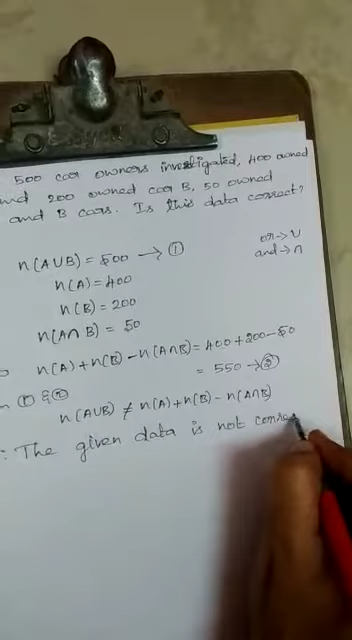 500 car owners investigated, 400 owned
and 200 owned car B, 50 owned
and B cars. Is this data correct?
or → ∪
and → ∩
n(A∪B) = 500 → ①
n(A) = 400
n(B) = 200
n(A∩B) = 50
n(A) + n(B) - n(A∩B) = 400 + 200 - 50
= 550 → ②
① & ②
n(A∪B) ≠ n(A) + n(B) - n(A∩B)
: The given data is not correc